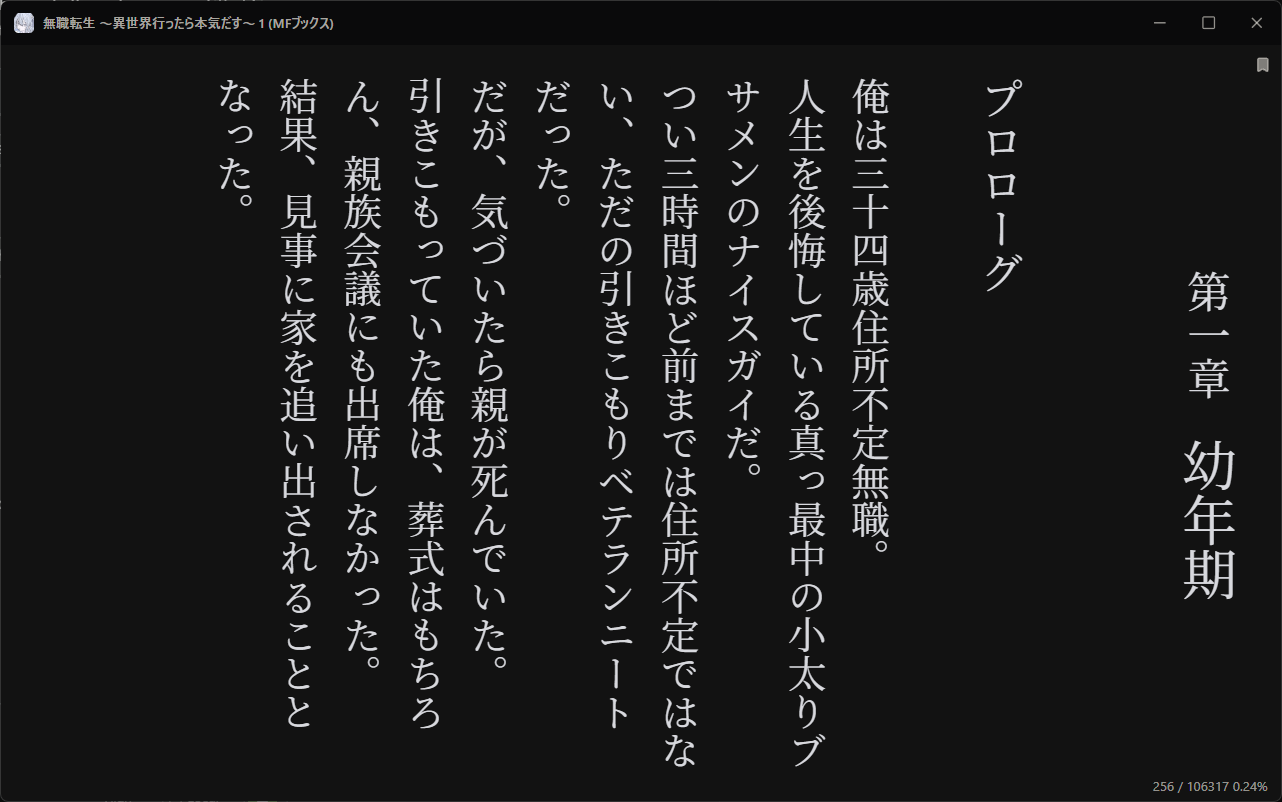 無職転生 ～異世界行ったら本気だす～ 1 (MFブックス)
第一章　幼年期
プロローグ
俺は三十四歳住所不定無職。
人生を後悔している真っ最中の小太りブ
サメンのナイスガイだ。
つい三時間ほど前までは住所不定ではな
い、ただの引きこもりベテランニート
だった。
だが、気づいたら親が死んでいた。
引きこもっていた俺は、葬式はもちろ
ん、親族会議にも出席しなかった。
結果、見事に家を追い出されることと
なった。
256 / 106317 0.24%